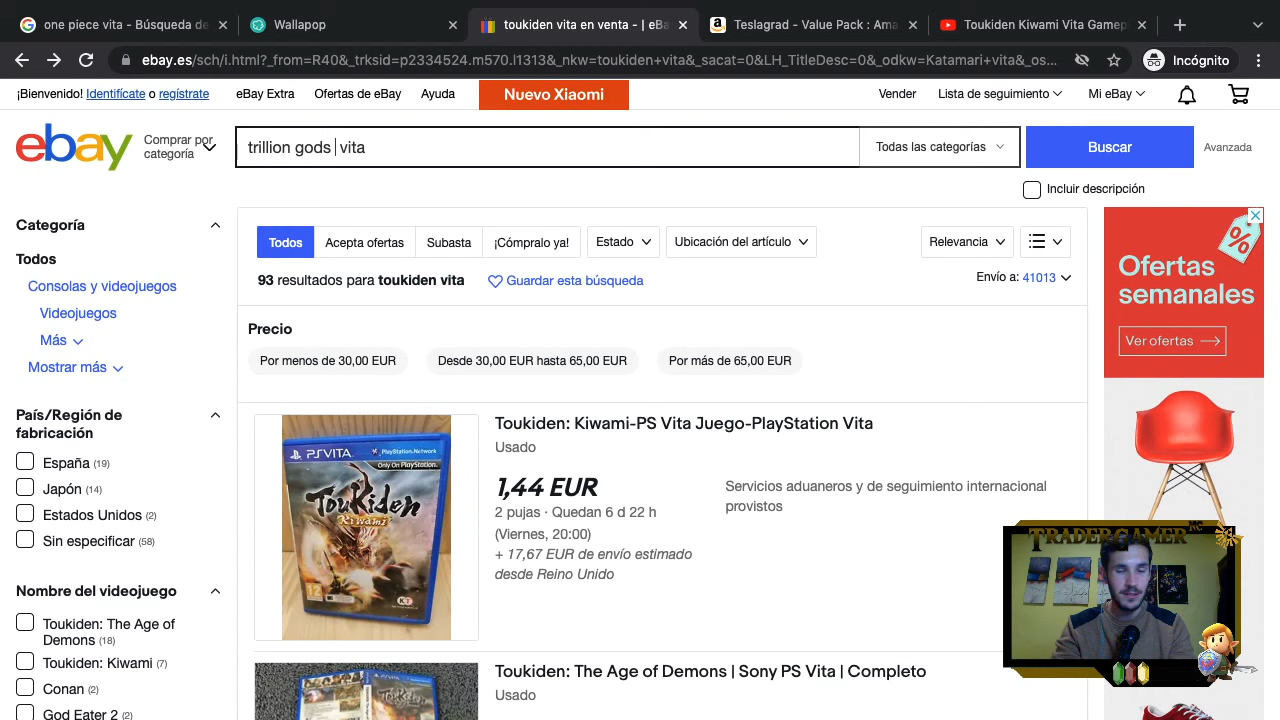 one piece vita - Búsqueda de
Wallapop
toukiden vita en venta - | eBa
Teslagrad - Value Pack : Ama
Toukiden Kiwami Vita Gamep
ebay.es/sch/i.html?_from=R40&_trksid=p2334524.m570.l1313&_nkw=toukiden+vita&_sacat=0&LH_TitleDesc=0&_odkw=Katamari+vita&_os...
Incógnito
¡Bienvenido! Identifícate o regístrate
eBay Extra
Ofertas de eBay
Ayuda
Nuevo Xiaomi
Vender
Lista de seguimiento
Mi eBay
ebay
Comprar por
categoría
trillion gods vita
Todas las categorías
Buscar
Avanzada
Incluir descripción
Categoría
Todos
Consolas y videojuegos
Videojuegos
Más
Mostrar más
País/Región de
fabricación
España (19)
Japón (14)
Estados Unidos (2)
Sin especificar (58)
Nombre del videojuego
Toukiden: The Age of
Demons (18)
Toukiden: Kiwami (7)
Conan (2)
God Eater 2 (2)
Todos
Acepta ofertas
Subasta
¡Cómpralo ya!
Estado
Ubicación del artículo
Relevancia
93 resultados para toukiden vita
Guardar esta búsqueda
Envío a: 41013
Precio
Por menos de 30,00 EUR
Desde 30,00 EUR hasta 65,00 EUR
Por más de 65,00 EUR
PSVITA
PlayStation Network
Only On PlayStation.
Toukiden
Kiwami
12
KT
Toukiden: Kiwami-PS Vita Juego-PlayStation Vita
Usado
1,44 EUR
2 pujas · Quedan 6 d 22 h
(Viernes, 20:00)
+ 17,67 EUR de envío estimado
desde Reino Unido
Servicios aduaneros y de seguimiento internacional
provistos
Toukiden: The Age of Demons | Sony PS Vita | Completo
Usado
%
Ofertas
semanales
Ver ofertas
TRADERGAMER